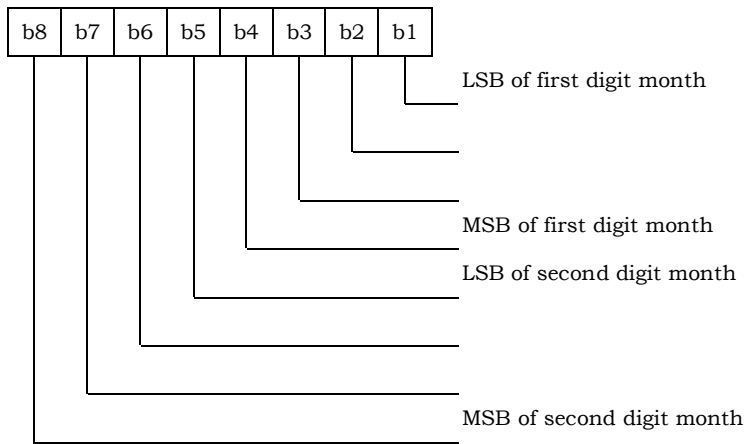 b8 b7 b6 b5 b4 b3 b2 b1
LSB of first digit month
MSB of first digit month
LSB of second digit month
MSB of second digit month